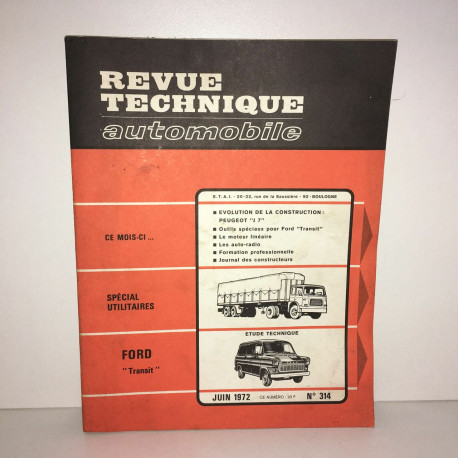 REVUE
TECHNIQUE
automobile
E.T.A.I. - 20-22, rue de la Saussière - 92 - BOULOGNE
■ EVOLUTION DE LA CONSTRUCTION :
PEUGEOT "J 7"
■ Outils spéciaux pour Ford "Transit"
■ Le moteur linéaire
■ Les auto-radio
■ Formation professionnelle
■ Journal des constructeurs
CE MOIS-CI ...
SPÉCIAL
UTILITAIRES
ETUDE TECHNIQUE
FORD
"Transit"
JUIN 1972 CE NUMÉRO : F N° 314